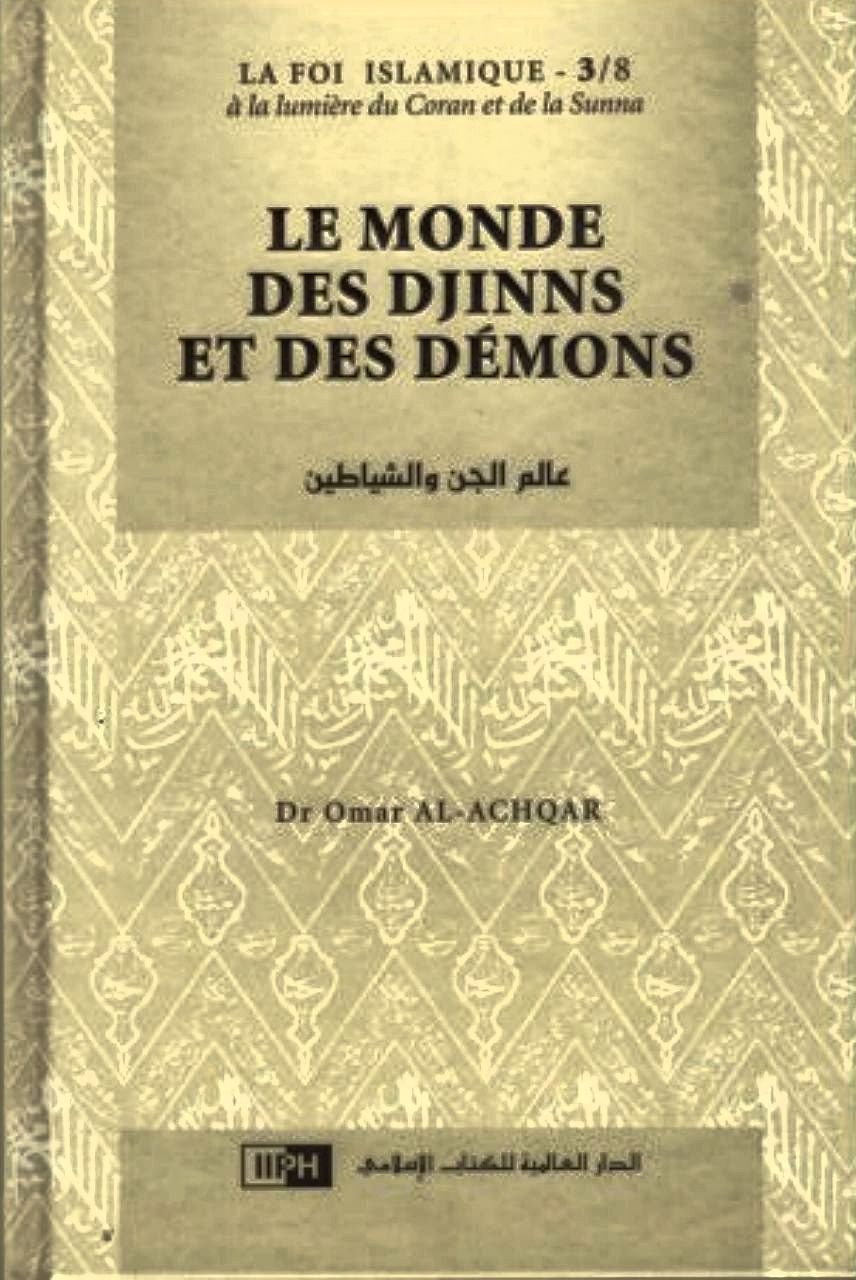 LA FOI ISLAMIQUE - 3/8
à la lumière du Coran et de la Sunna
LE MONDE
DES DJINNS
ET DES DÉMONS
عالم الجن والشياطين
Dr Omar AL-ACHQAR
IIPH الدار العالمية للكتاب الإسلامي